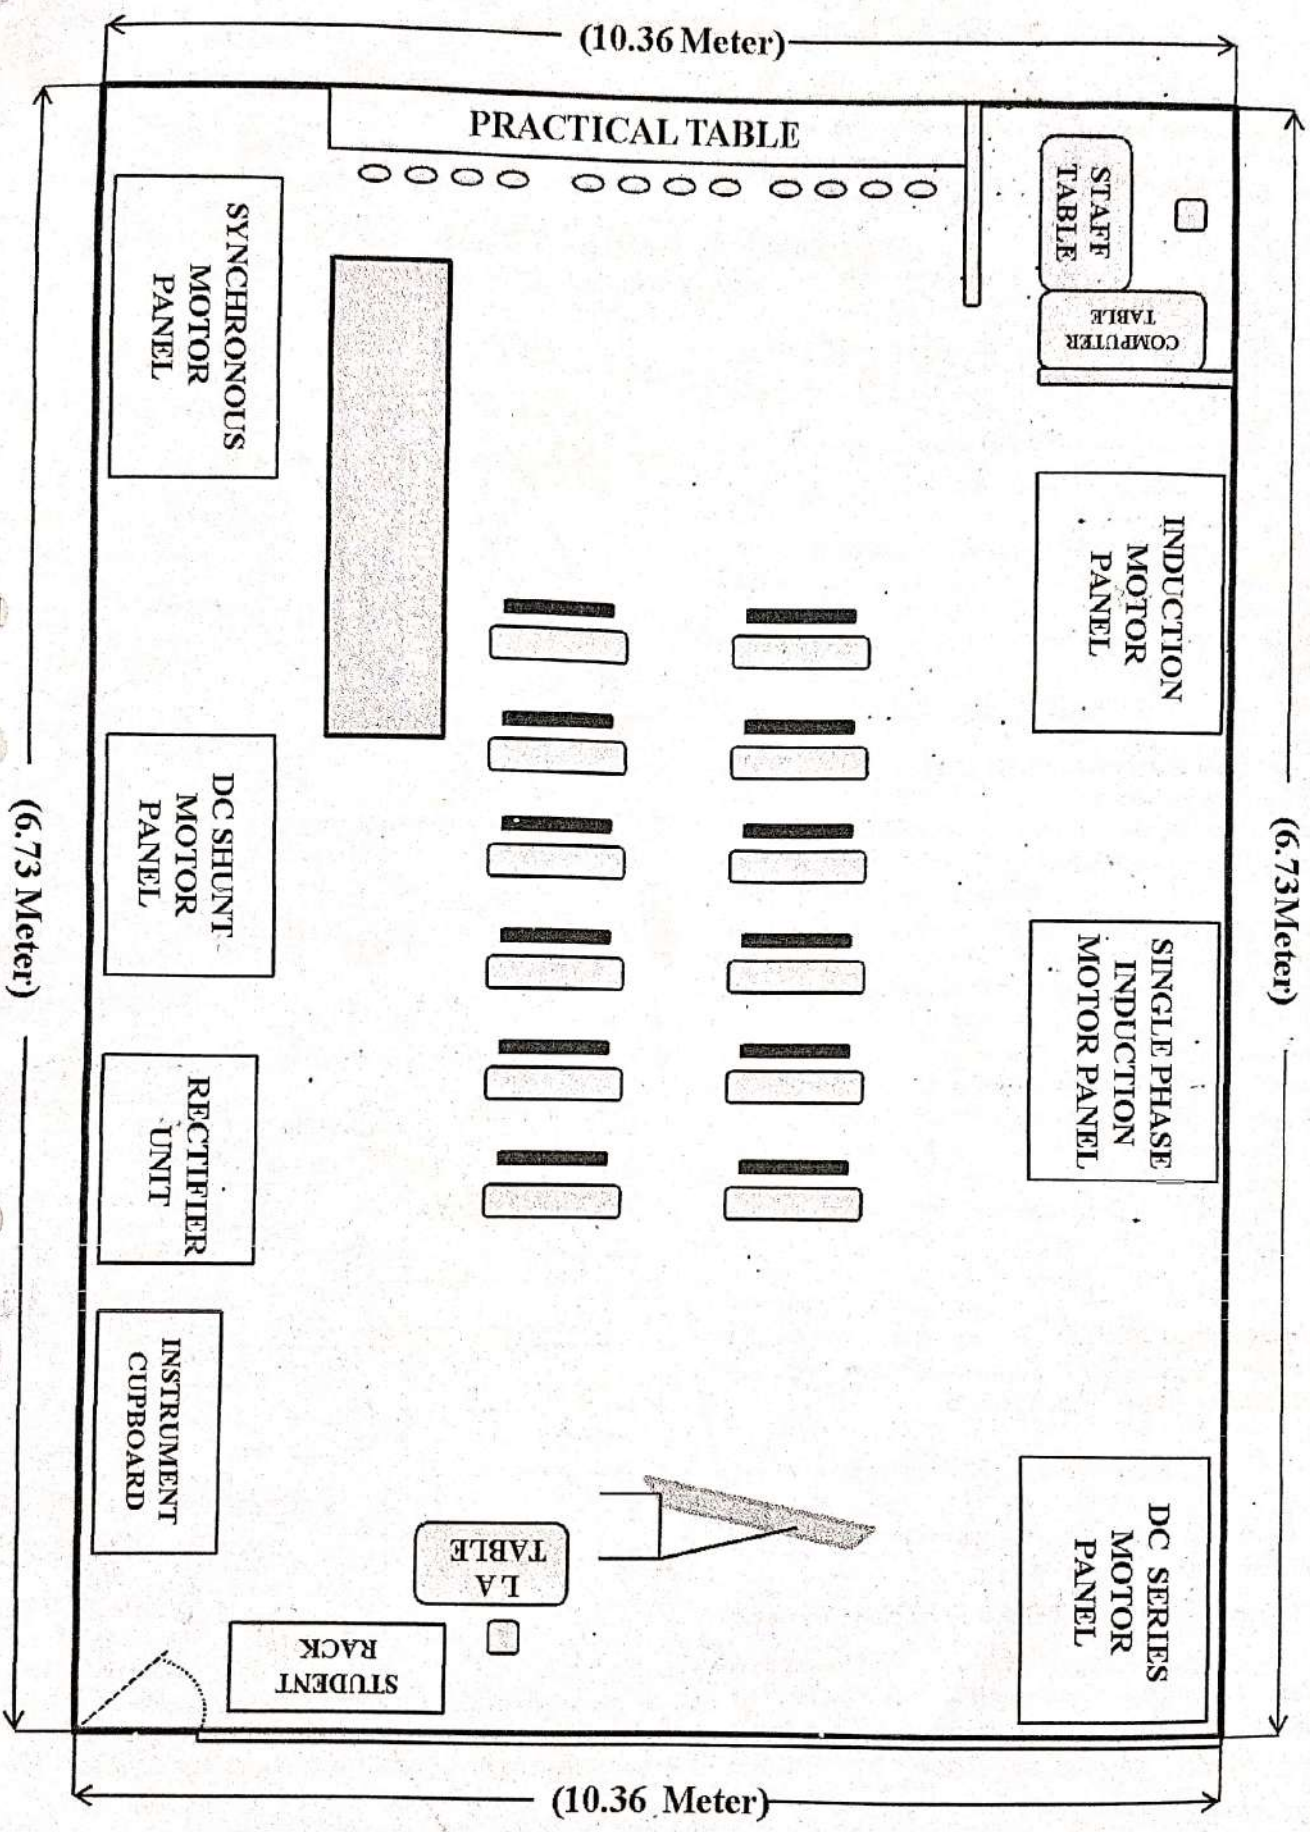 (10.36 Meter)
PRACTICAL TABLE
STAFF
TABLE
COMPUTER
TABLE
SYNCHRONOUS
MOTOR
PANEL
INDUCTION
MOTOR
PANEL
DC SHUNT
MOTOR
PANEL
(6.73 Meter)
(6.73Meter)
SINGLE PHASE
INDUCTION
MOTOR PANEL
RECTIFIER
UNIT
INSTRUMENT
CUPBOARD
LA
TABLE
DC SERIES
MOTOR
PANEL
STUDENT
RACK
(10.36 Meter)